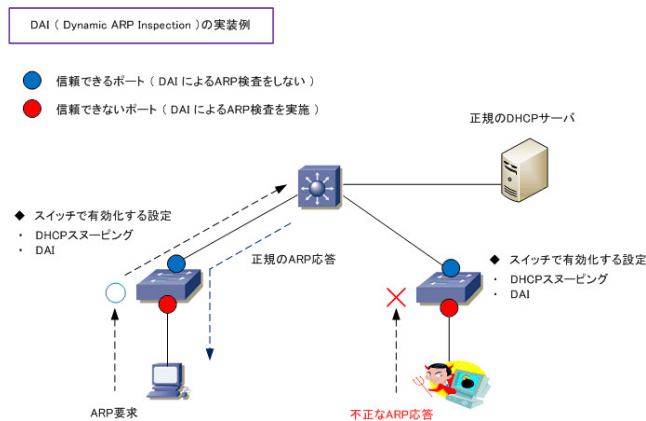 DAI ( Dynamic ARP Inspection )の実装例
信頼できるポート ( DAI によるARP検査をしない )
信頼できないポート ( DAI によるARP検査を実施 )
正規のDHCPサーバ
◆ スイッチで有効化する設定
・ DHCPスヌーピング
・ DAI
正規のARP応答
◆ スイッチで有効化する設定
・ DHCPスヌーピング
・ DAI
ARP要求
不正なARP応答